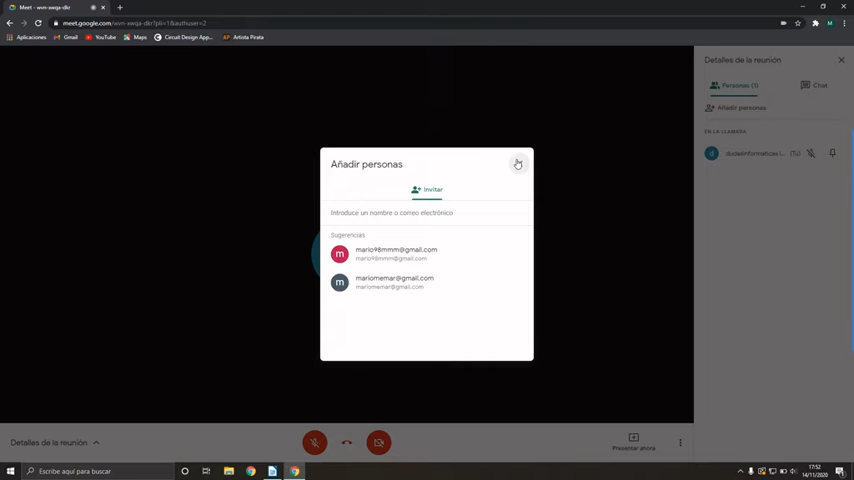 Meet - wvn-xwqa-dkr
meet.google.com/wvn-xwqa-dkr?pli=1&authuser=2
Aplicaciones
Gmail
YouTube
Maps
Circuit Design App...
AF
Artista Pirata
M
Detalles de la reunión
Personas (1)
Chat
Añadir personas
EN LA LLAMADA
d
dudasinformaticas i...
(TÚ)
Añadir personas
Invitar
Introduce un nombre o correo electrónico
Sugerencias
m
mario98mmm@gmail.com
mario98mmm@gmail.com
m
mariomemar@gmail.com
mariomemar@gmail.com
Detalles de la reunión
Presentar ahora
Escribe aquí para buscar
17:52
14/11/2020